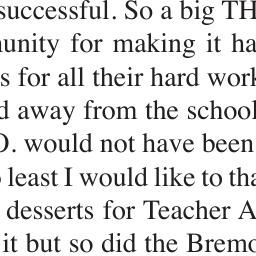 successful. So a big TH
unity for making it ha
s for all their hard work
d away from the school
O. would not have been
least I would like to tha
desserts for Teacher A
it but so did the Bremo